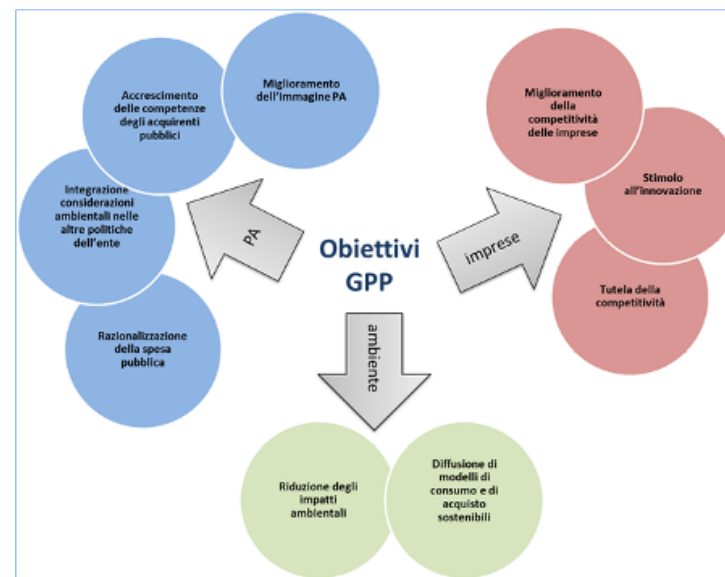 Miglioramento
dell'immagine PA
Accrescimento
delle competenze
degli acquirenti
pubblici
Integrazione
considerazioni
ambientali nelle
altre politiche
dell'ente
Razionalizzazione
della spesa
pubblica
PA
Obiettivi
GPP
imprese
Miglioramento
della
competitività
delle imprese
Stimolo
all'innovazione
Tutela della
competitività
ambiente
Riduzione degli
impatti
ambientali
Diffusione di
modelli di
consumo e di
acquisto
sostenibili